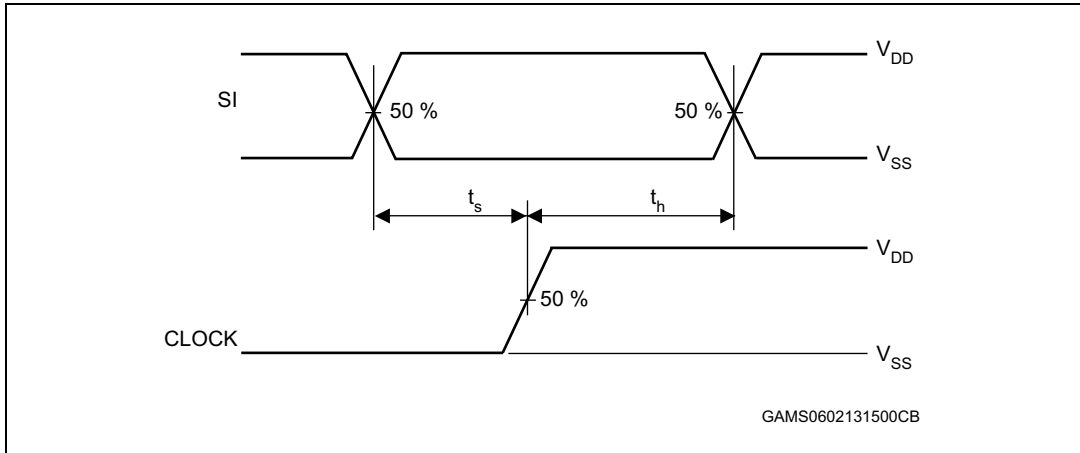 V_DD
SI
50 %
50 %
V_SS
t_s
t_h
V_DD
50 %
CLOCK
V_SS
GAMS0602131500CB